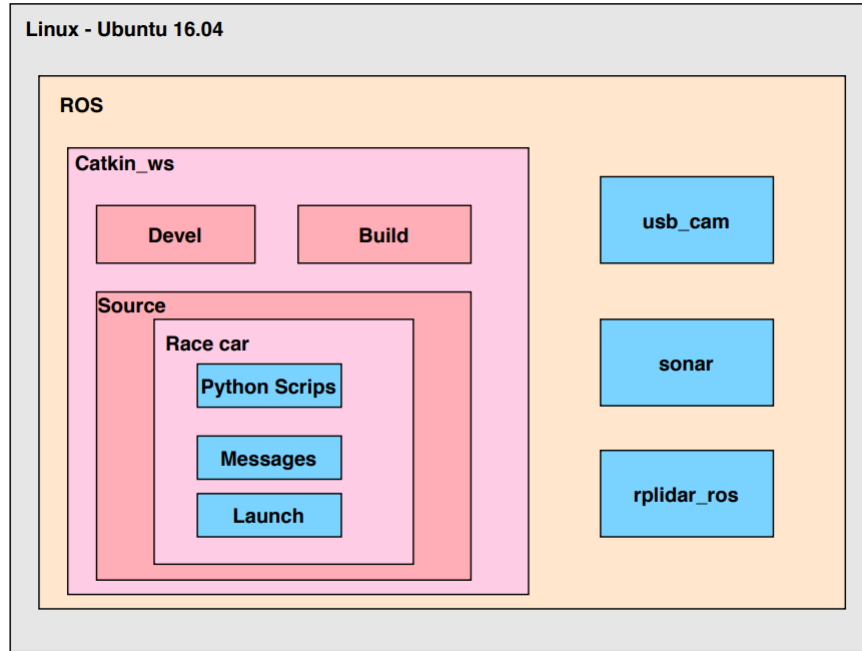 Linux - Ubuntu 16.04
ROS
Catkin_ws
Devel
Build
Source
Race car
Python Scrips
Messages
Launch
usb_cam
sonar
rplidar_ros